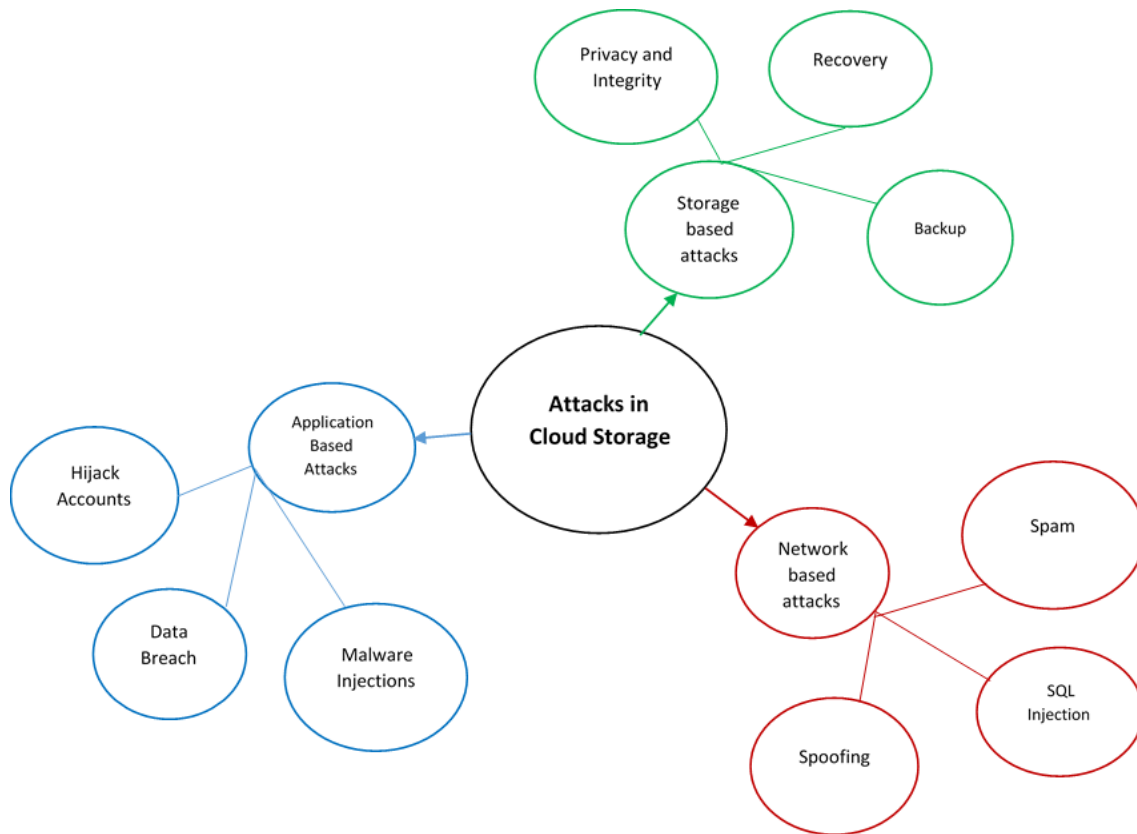 Privacy and
Integrity
Recovery
Storage
based
attacks
Backup
Attacks in
Cloud Storage
Application
Based
Attacks
Hijack
Accounts
Data
Breach
Malware
Injections
Network
based
attacks
Spam
SQL
Injection
Spoofing